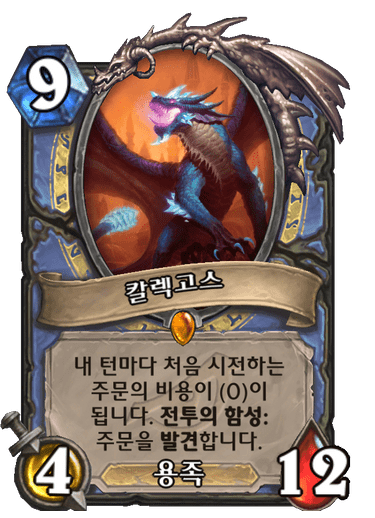 9
칼렉고스
내 턴마다 처음 시전하는
주문의 비용이 (0)이
됩니다. 전투의 함성:
주문을 발견합니다.
4
용족
12